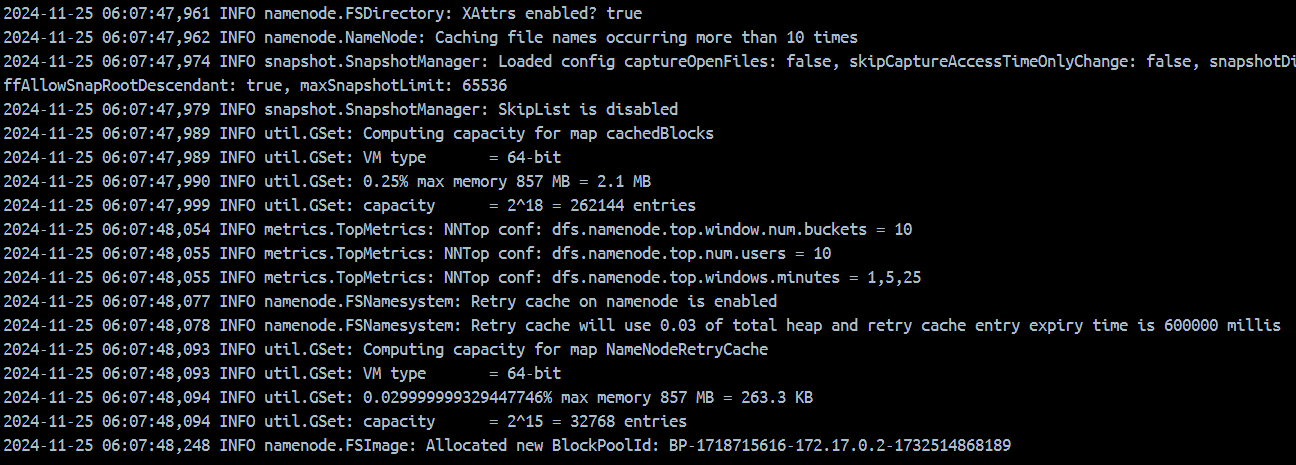 2024-11-25 06:07:47,961 INFO namenode.FSDirectory: XAttrs enabled? true
2024-11-25 06:07:47,962 INFO namenode.NameNode: Caching file names occurring more than 10 times
2024-11-25 06:07:47,974 INFO snapshot.SnapshotManager: Loaded config captureOpenFiles: false, skipCaptureAccessTimeOnlyChange: false, snapshotDi
ffAllowSnapRootDescendant: true, maxSnapshotLimit: 65536
2024-11-25 06:07:47,979 INFO snapshot.SnapshotManager: SkipList is disabled
2024-11-25 06:07:47,989 INFO util.GSet: Computing capacity for map cachedBlocks
2024-11-25 06:07:47,989 INFO util.GSet: VM type       = 64-bit
2024-11-25 06:07:47,990 INFO util.GSet: 0.25% max memory 857 MB = 2.1 MB
2024-11-25 06:07:47,999 INFO util.GSet: capacity      = 2^18 = 262144 entries
2024-11-25 06:07:48,054 INFO metrics.TopMetrics: NNTop conf: dfs.namenode.top.window.num.buckets = 10
2024-11-25 06:07:48,055 INFO metrics.TopMetrics: NNTop conf: dfs.namenode.top.num.users = 10
2024-11-25 06:07:48,055 INFO metrics.TopMetrics: NNTop conf: dfs.namenode.top.windows.minutes = 1,5,25
2024-11-25 06:07:48,077 INFO namenode.FSNamesystem: Retry cache on namenode is enabled
2024-11-25 06:07:48,078 INFO namenode.FSNamesystem: Retry cache will use 0.03 of total heap and retry cache entry expiry time is 600000 millis
2024-11-25 06:07:48,093 INFO util.GSet: Computing capacity for map NameNodeRetryCache
2024-11-25 06:07:48,093 INFO util.GSet: VM type       = 64-bit
2024-11-25 06:07:48,094 INFO util.GSet: 0.029999999329447746% max memory 857 MB = 263.3 KB
2024-11-25 06:07:48,094 INFO util.GSet: capacity      = 2^15 = 32768 entries
2024-11-25 06:07:48,248 INFO namenode.FSImage: Allocated new BlockPoolId: BP-1718715616-172.17.0.2-1732514868189